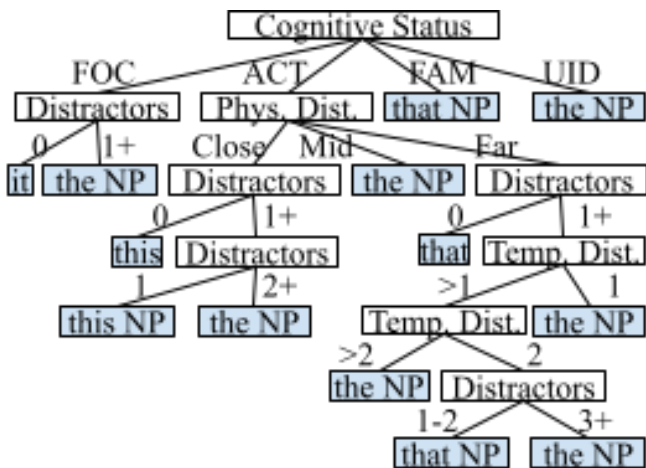 Cognitive Status
FOC ACT FAM UID
Distractors Phys. Dist. that NP the NP
0 1+ Close Mid Far
it the NP Distractors the NP Distractors
0 1+ 0 1+
this Distractors that Temp. Dist.
1 2+ >1 1
this NP the NP Temp. Dist. the NP
>2 2
the NP Distractors
1-2 3+
that NP the NP